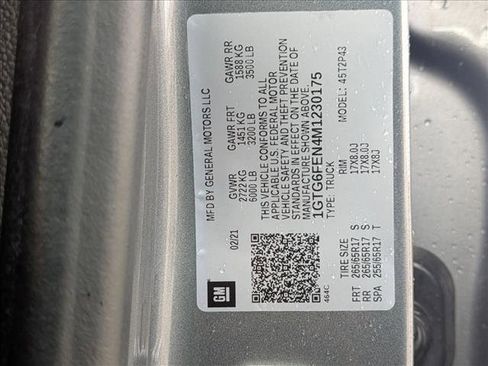 MFD BY GENERAL MOTORS LLC
02/21
GVWR
2722 KG
6000 LB
GAWR FRT
1451 KG
3200 LB
GAWR RR
1588 KG
3500 LB
THIS VEHICLE CONFORMS TO ALL
APPLICABLE U.S. FEDERAL MOTOR
VEHICLE SAFETY AND THEFT PREVENTION
STANDARDS IN EFFECT ON THE DATE OF
MANUFACTURE SHOWN ABOVE.
1GTG6FEN4M1230175
TYPE: TRUCK
MODEL: 45T2P43
TIRE SIZE
RIM
FRT 265/65R17 S 17X8.0J
RR 265/65R17 S 17X8.0J
SPA 255/65R17 T 17X8J
GM
464C